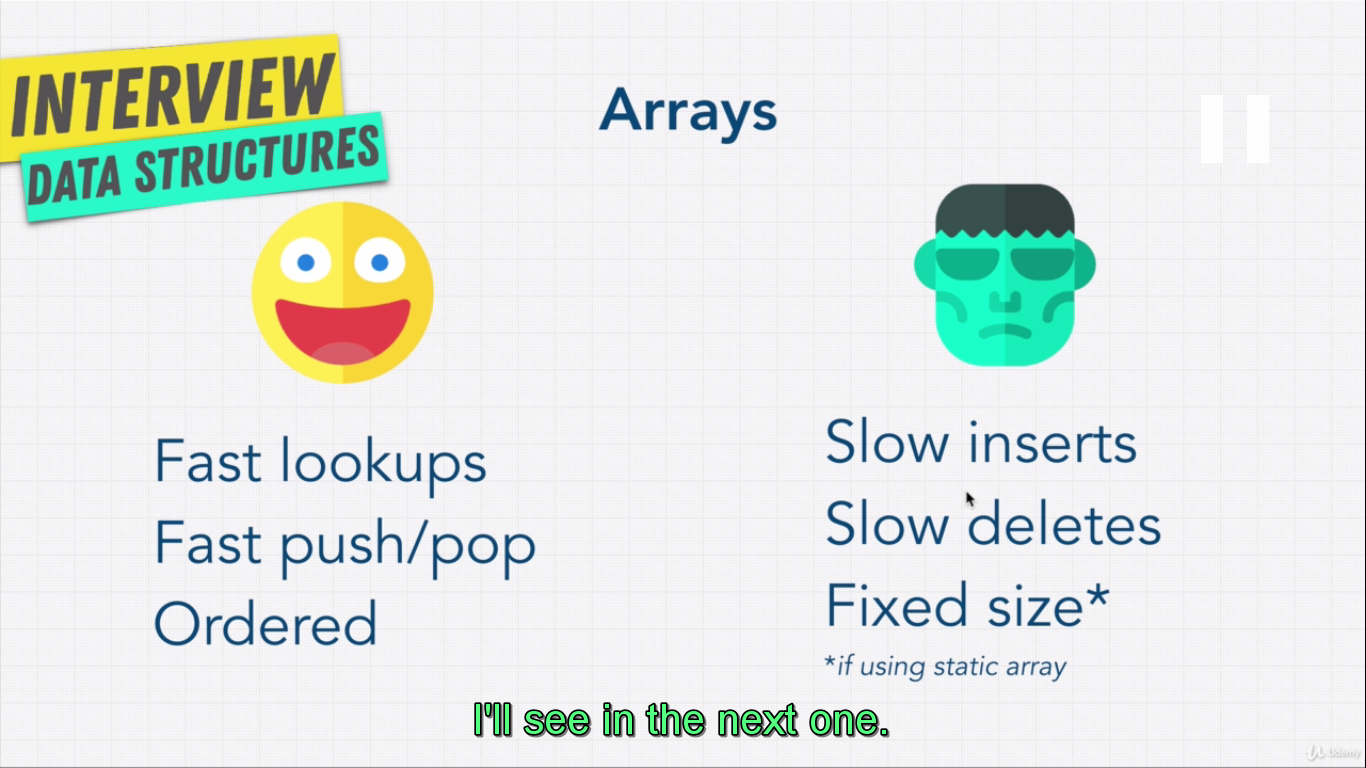 INTERVIEW
DATA STRUCTURES
Arrays
Fast lookups
Fast push/pop
Ordered
Slow inserts
Slow deletes
Fixed size*
*if using static array
I'll see in the next one.
Udemy